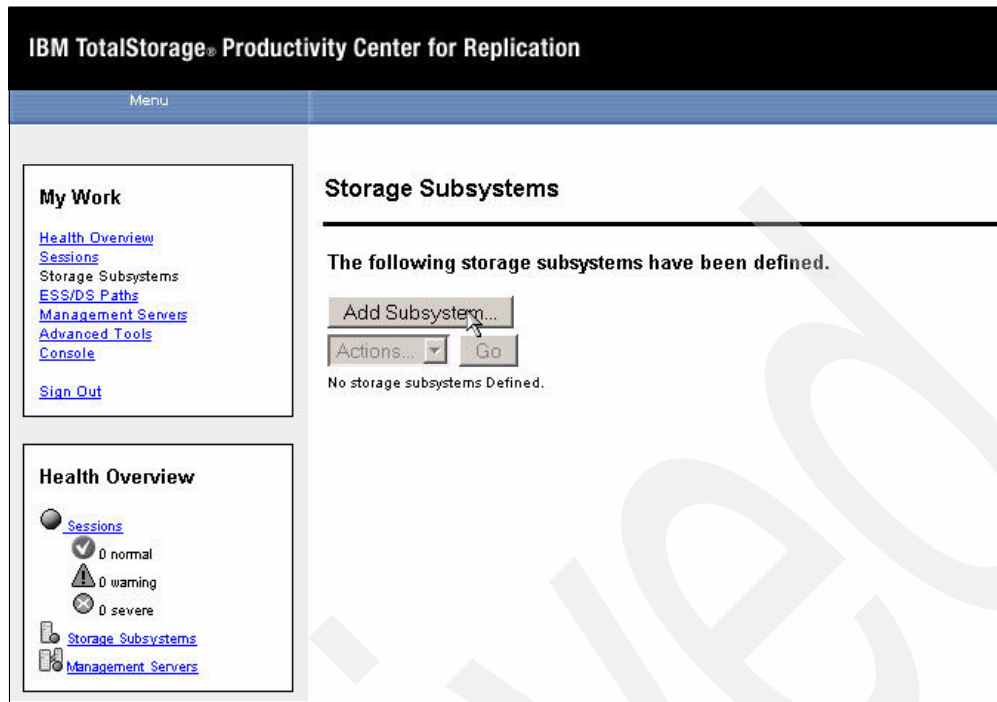 IBM TotalStorage® Productivity Center for Replication
Menu
My Work
Health Overview
Sessions
Storage Subsystems
ESS/DS Paths
Management Servers
Advanced Tools
Console
Sign Out
Health Overview
Sessions
0 normal
0 warning
0 severe
Storage Subsystems
Management Servers
Storage Subsystems
The following storage subsystems have been defined.
Add Subsystem...
Actions... Go
No storage subsystems Defined.